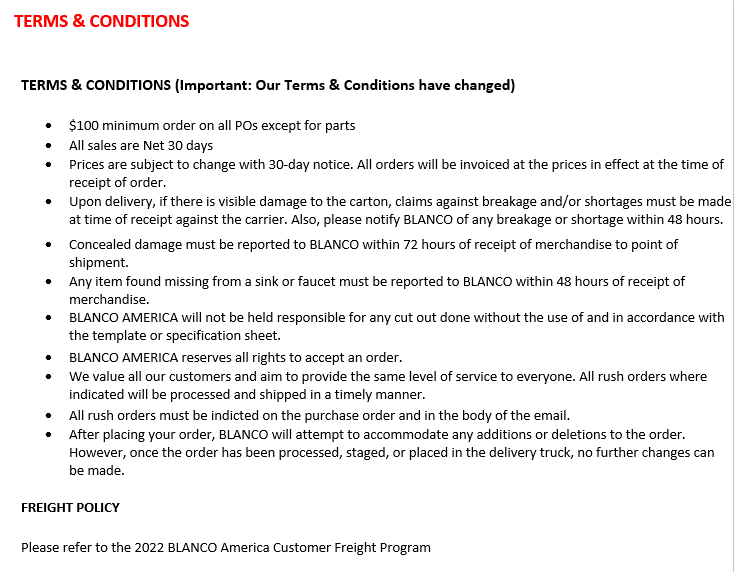 TERMS & CONDITIONS
TERMS & CONDITIONS (Important: Our Terms & Conditions have changed)
• $100 minimum order on all POs except for parts
• All sales are Net 30 days
• Prices are subject to change with 30-day notice. All orders will be invoiced at the prices in effect at the time of
receipt of order.
• Upon delivery, if there is visible damage to the carton, claims against breakage and/or shortages must be made
at time of receipt against the carrier. Also, please notify BLANCO of any breakage or shortage within 48 hours.
• Concealed damage must be reported to BLANCO within 72 hours of receipt of merchandise to point of
shipment.
• Any item found missing from a sink or faucet must be reported to BLANCO within 48 hours of receipt of
merchandise.
• BLANCO AMERICA will not be held responsible for any cut out done without the use of and in accordance with
the template or specification sheet.
• BLANCO AMERICA reserves all rights to accept an order.
• We value all our customers and aim to provide the same level of service to everyone. All rush orders where
indicated will be processed and shipped in a timely manner.
• All rush orders must be indicted on the purchase order and in the body of the email.
• After placing your order, BLANCO will attempt to accommodate any additions or deletions to the order.
However, once the order has been processed, staged, or placed in the delivery truck, no further changes can
be made.
FREIGHT POLICY
Please refer to the 2022 BLANCO America Customer Freight Program